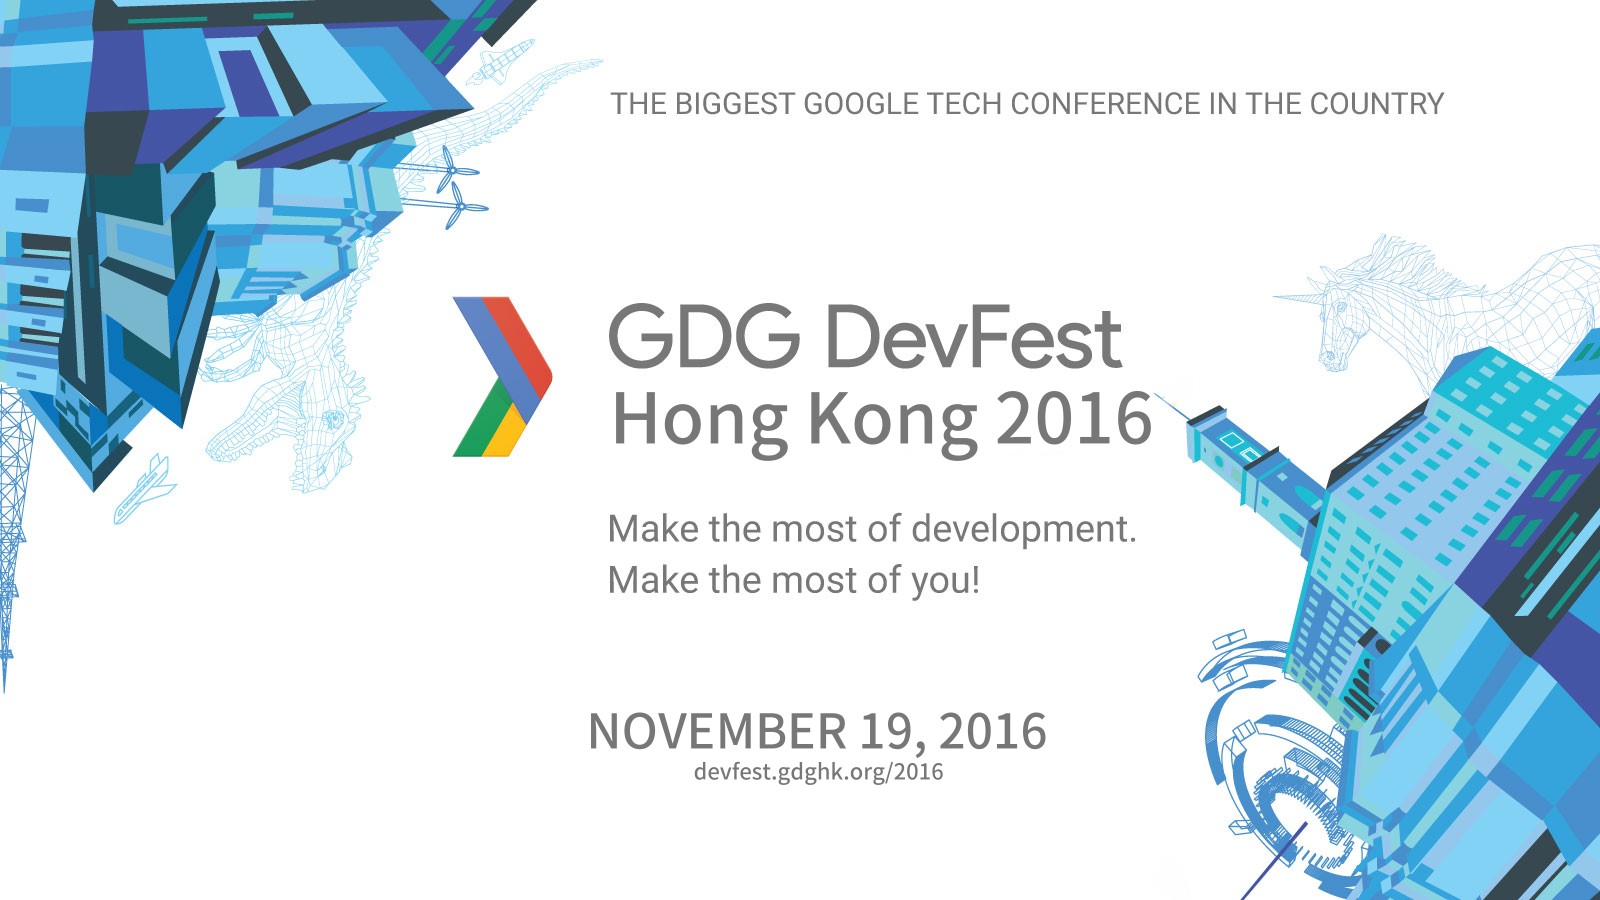 THE BIGGEST GOOGLE TECH CONFERENCE IN THE COUNTRY
GDG DevFest
Hong Kong 2016
Make the most of development.
Make the most of you!
NOVEMBER 19, 2016
devfest.gdghk.org/2016